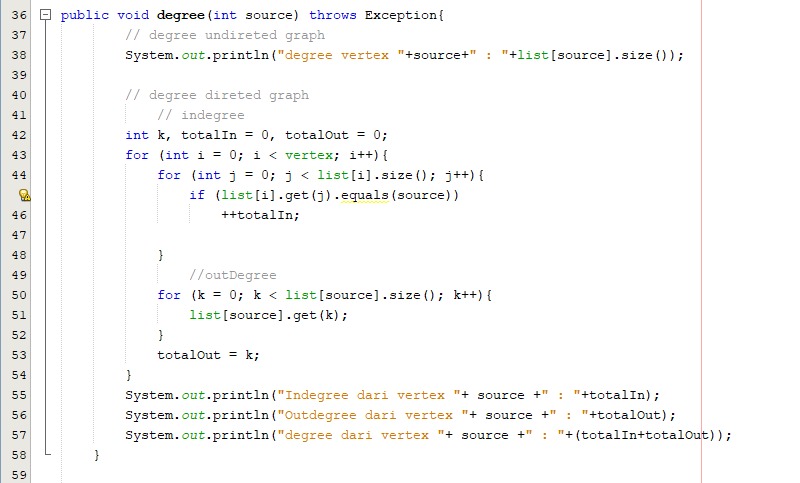 36 public void degree(int source) throws Exception{
37 // degree undireted graph
38 System.out.println("degree vertex "+source+" : "+list[source].size());
39
40 // degree direted graph
41 // indegree
42 int k, totalIn = 0, totalOut = 0;
43 for (int i = 0; i < vertex; i++){
44 for (int j = 0; j < list[i].size(); j++){
if (list[i].get(j).equals(source))
46 ++totalIn;
47
48 }
49 //outDegree
50 for (k = 0; k < list[source].size(); k++){
51 list[source].get(k);
52 }
53 totalOut = k;
54 }
55 System.out.println("Indegree dari vertex "+ source +" : "+totalIn);
56 System.out.println("Outdegree dari vertex "+ source +" : "+totalOut);
57 System.out.println("degree dari vertex "+ source +" : "+(totalIn+totalOut));
58 }
59